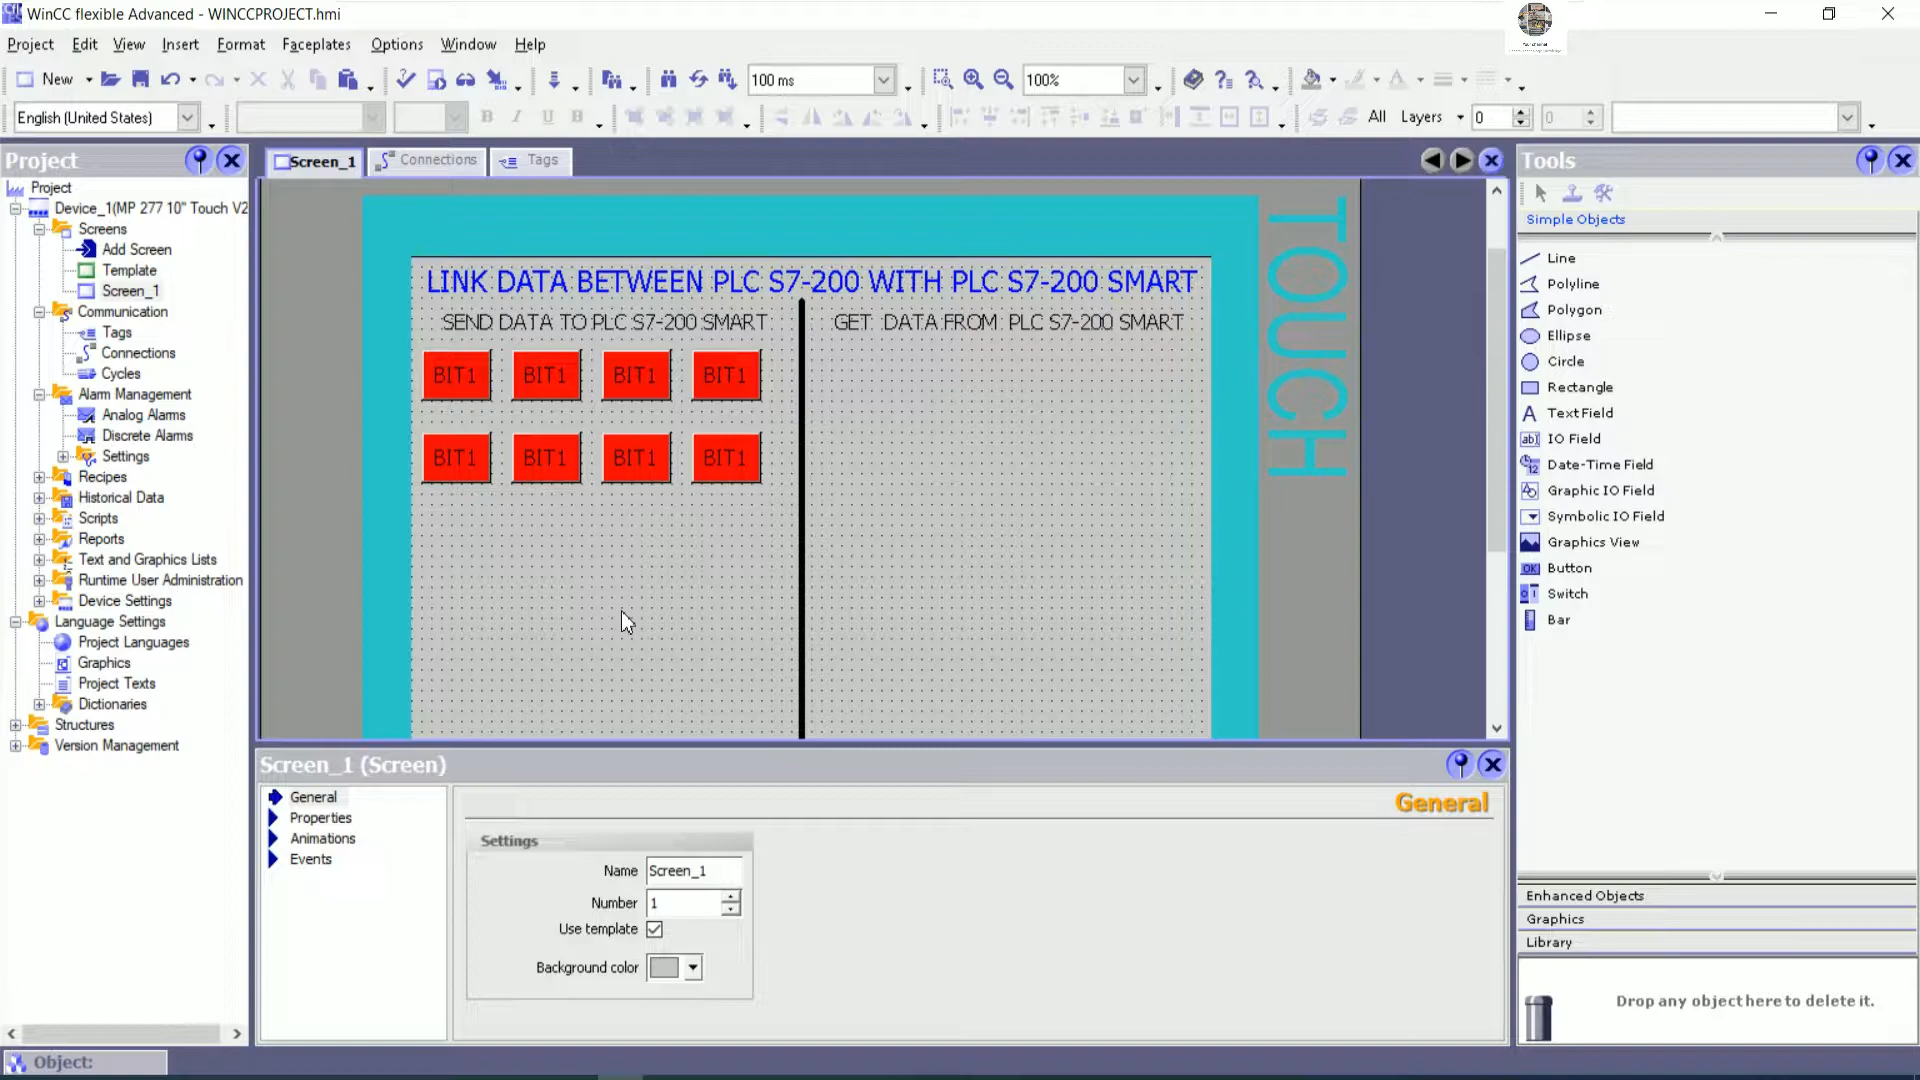 WinCC flexible Advanced - WINCCPROJECT.hmi
Project Edit View Insert Format Faceplates Options Window Help
New 100 ms 100%
English (United States) B I U B All Layers 0 0
Project
Project
Device_1(MP 277 10" Touch V2
Screens
Add Screen
Template
Screen_1
Communication
Tags
Connections
Cycles
Alarm Management
Analog Alarms
Discrete Alarms
Settings
Recipes
Historical Data
Scripts
Reports
Text and Graphics Lists
Runtime User Administration
Device Settings
Language Settings
Project Languages
Graphics
Project Texts
Dictionaries
Structures
Version Management
Screen_1 Connections Tags
LINK DATA BETWEEN PLC S7-200 WITH PLC S7-200 SMART
SEND DATA TO PLC S7-200 SMART
GET DATA FROM PLC S7-200 SMART
BIT1 BIT1 BIT1 BIT1
BIT1 BIT1 BIT1 BIT1
TOUCH
Screen_1 (Screen)
General
Properties
Animations
Events
General
Settings
Name Screen_1
Number 1
Use template
Background color
Tools
Simple Objects
Line
Polyline
Polygon
Ellipse
Circle
Rectangle
A TextField
ab IO Field
12 Date-Time Field
Graphic IO Field
Symbolic IO Field
Graphics View
OK Button
Switch
Bar
Enhanced Objects
Graphics
Library
Drop any object here to delete it.
Object: